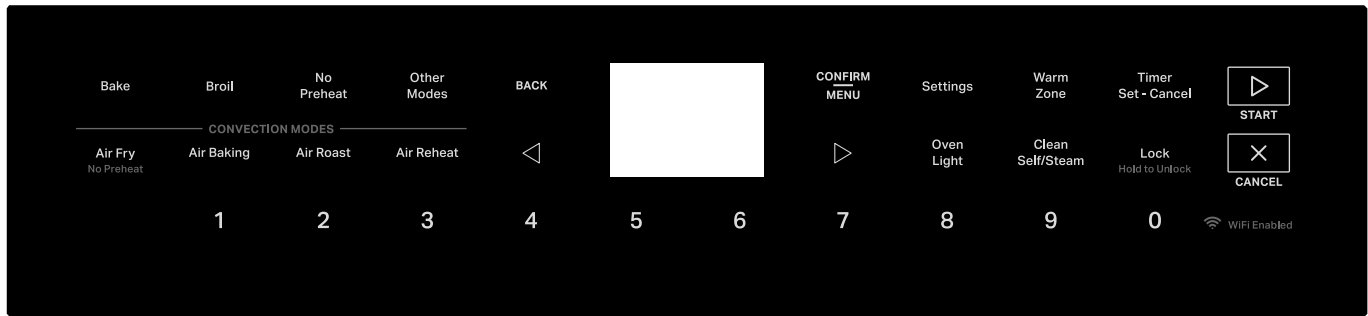 Bake
Broil
No
Preheat
Other
Modes
BACK
CONFIRM
MENU
Settings
Warm
Zone
Timer
Set - Cancel
START
CONVECTION MODES
Air Fry
No Preheat
Air Baking
Air Roast
Air Reheat
Oven
Light
Clean
Self/Steam
Lock
Hold to Unlock
CANCEL
1 2 3 4 5 6 7 8 9 0
WiFi Enabled